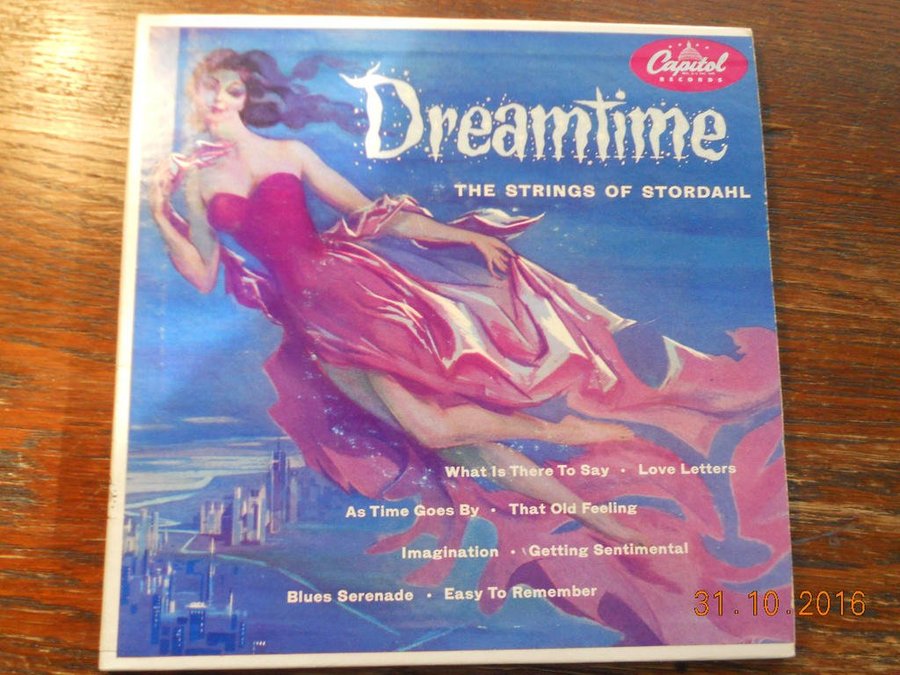 Capitol
RECORDS
Dreamtime
THE STRINGS OF STORDAHL
What Is There To Say • Love Letters
As Time Goes By • That Old Feeling
Imagination • Getting Sentimental
Blues Serenade • Easy To Remember
31.10.2016